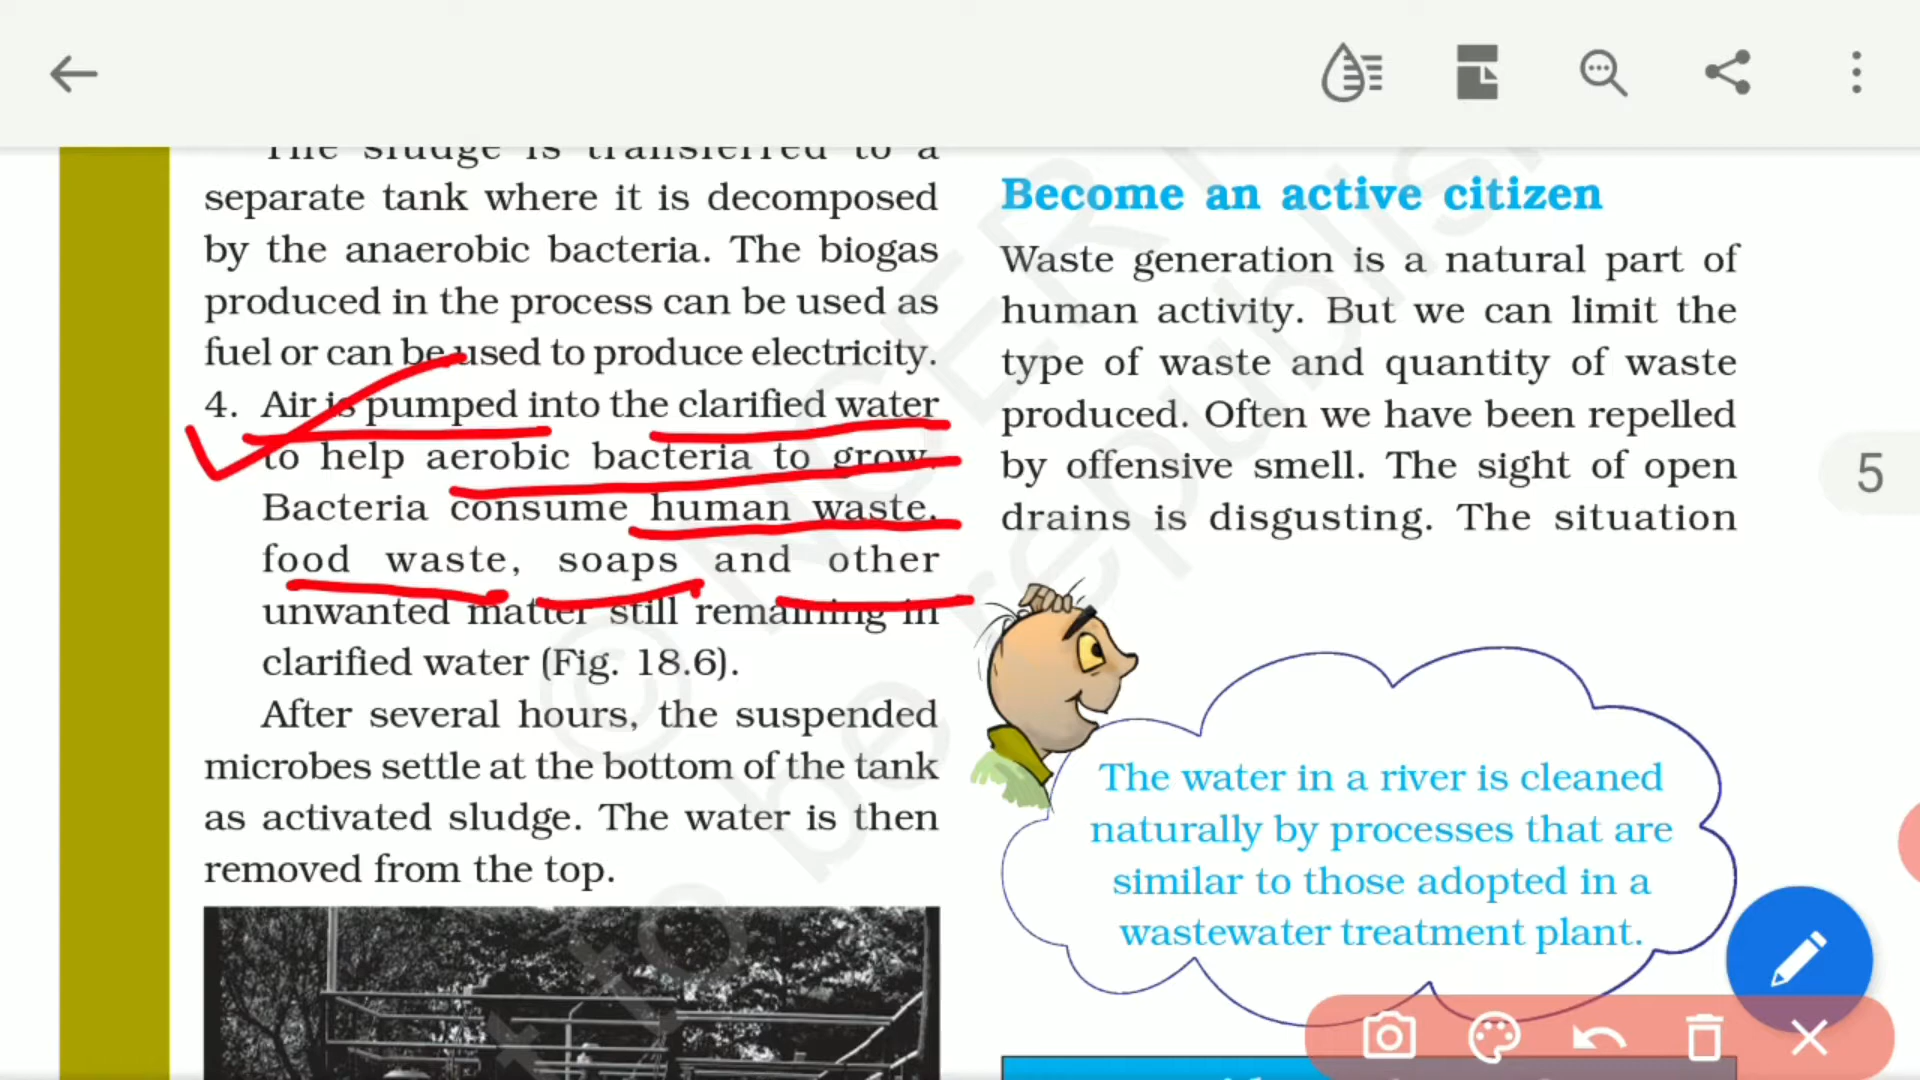 The sludge is transferred to a
separate tank where it is decomposed
by the anaerobic bacteria. The biogas
produced in the process can be used as
fuel or can be used to produce electricity.
4. Air is pumped into the clarified water
to help aerobic bacteria to grow.
Bacteria consume human waste,
food waste, soaps and other
unwanted matter still remaining in
clarified water (Fig. 18.6).
After several hours, the suspended
microbes settle at the bottom of the tank
as activated sludge. The water is then
removed from the top.
Become an active citizen
Waste generation is a natural part of
human activity. But we can limit the
type of waste and quantity of waste
produced. Often we have been repelled
by offensive smell. The sight of open
drains is disgusting. The situation
5
The water in a river is cleaned
naturally by processes that are
similar to those adopted in a
wastewater treatment plant.